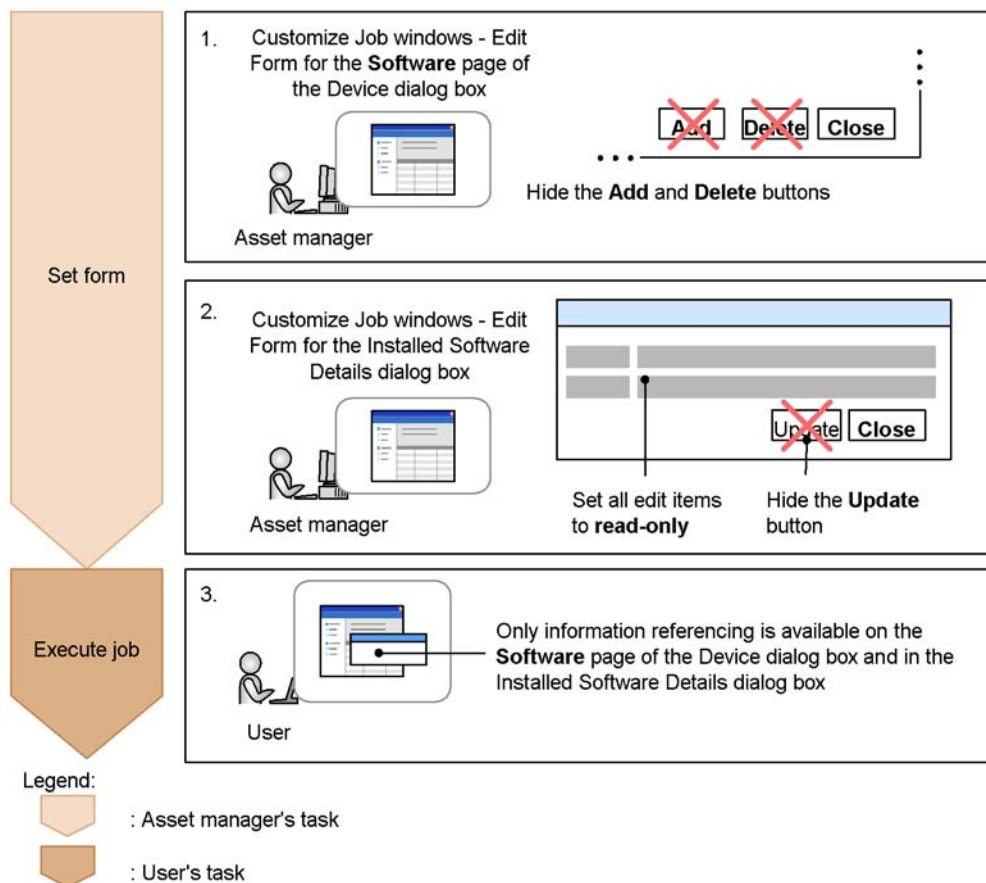 Set form
1.
Customize Job windows - Edit
Form for the Software page of
the Device dialog box
Asset manager
Add Delete Close
Hide the Add and Delete buttons
2.
Customize Job windows - Edit
Form for the Installed Software
Details dialog box
Asset manager
Update Close
Set all edit items
to read-only
Hide the Update
button
Execute job
3.
User
Only information referencing is available on the
Software page of the Device dialog box and in the
Installed Software Details dialog box
Legend:
: Asset manager's task
: User's task